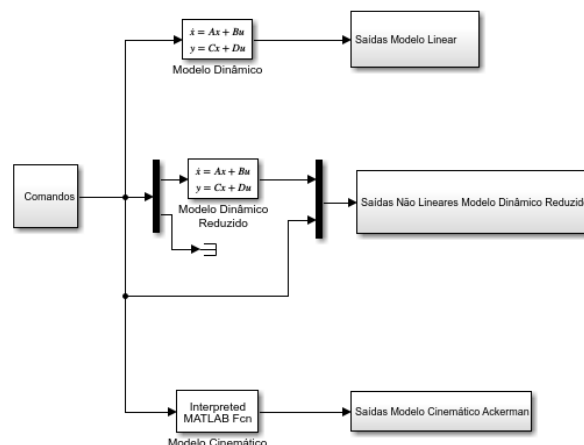 ẋ = Ax + Bu
y = Cx + Du
Modelo Dinâmico
Saídas Modelo Linear
Comandos
ẋ = Ax + Bu
y = Cx + Du
Modelo Dinâmico
Reduzido
Saídas Não Lineares Modelo Dinâmico Reduzido
Interpreted
MATLAB Fcn
Modelo Cinemático
Saídas Modelo Cinemático Ackerman